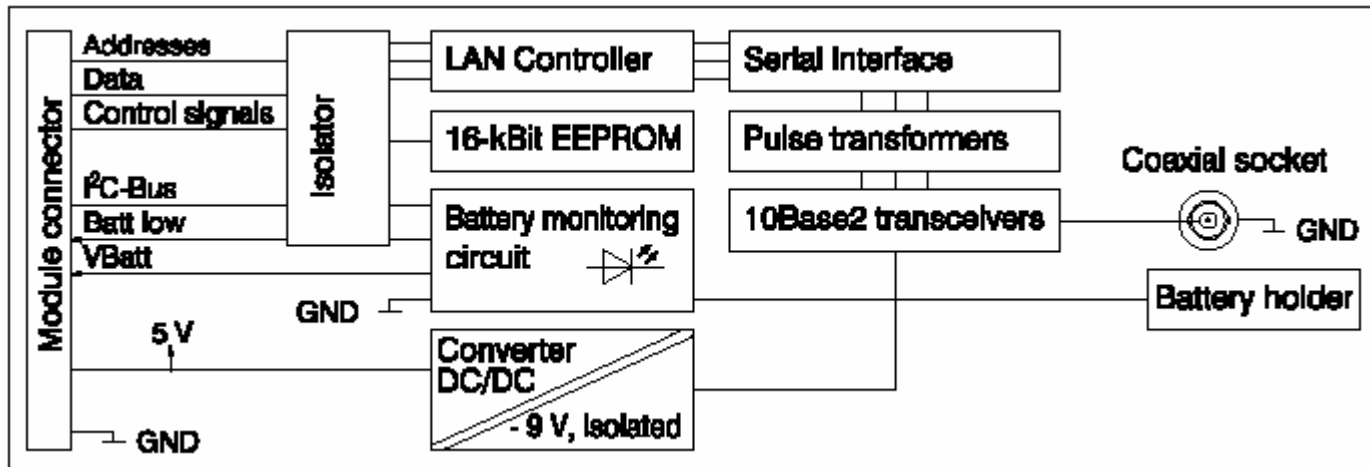 Module connector
Addresses
Data
Control signals
I²C-Bus
Batt low
VBatt
5 V
GND
Isolator
LAN Controller
16-kBit EEPROM
Battery monitoring
circuit
GND
Converter
DC/DC
- 9 V, isolated
Serial Interface
Pulse transformers
10Base2 transceivers
Coaxial socket
GND
Battery holder